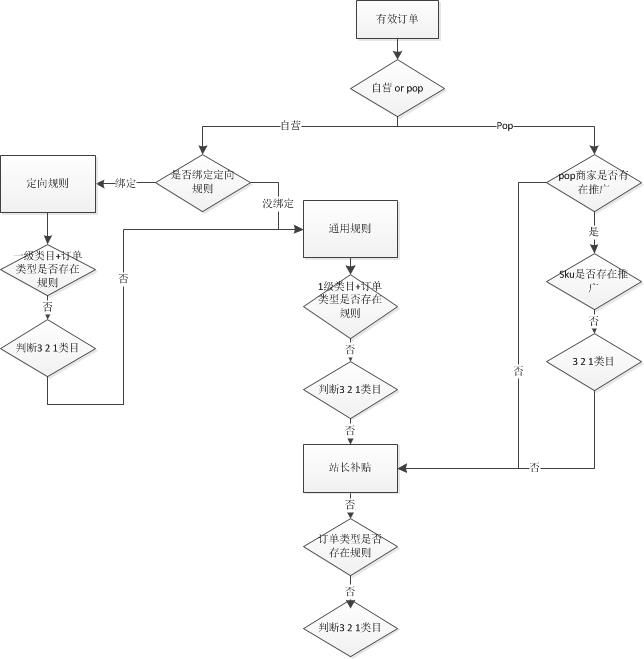 有效订单
自营 or pop
自营
Pop
定向规则
绑定
是否绑定定向
规则
没绑定
pop商家是否有
在推广
通用规则
是
一级类目+订单
类型是否存在
规则
否
1级类目+订单
类型是否存在
规则
Sku是否存在推
广
否
否
判断3 2 1类目
否
3 2 1类目
否
判断3 2 1类目
否
站长补贴
否
否
订单类型是否
存在规则
否
判断3 2 1类目